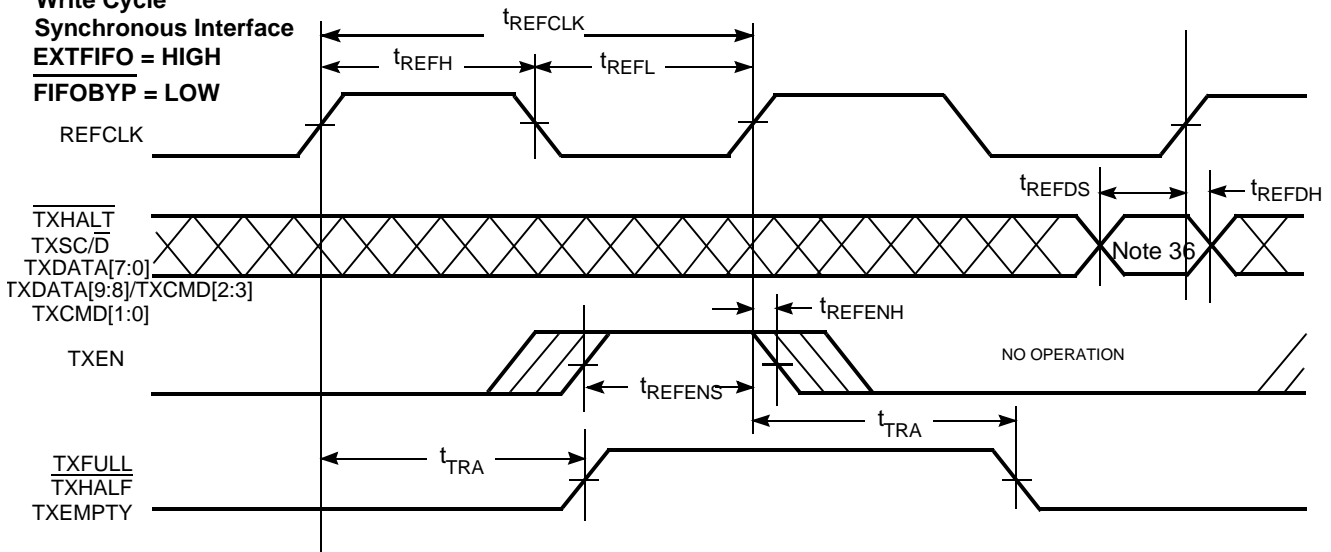 Write Cycle
Synchronous Interface
EXTFIFO = HIGH
FIFOBYP = LOW
tREFCLK
tREFH
tREFL
REFCLK
tREFDS
tREFDH
TXHALT
TXSC/D
TXDATA[7:0]
TXDATA[9:8]/TXCMD[2:3]
TXCMD[1:0]
Note 36
tREFENH
TXEN
NO OPERATION
tREFENS
tTRA
tTRA
TXFULL
TXHALF
TXEMPTY